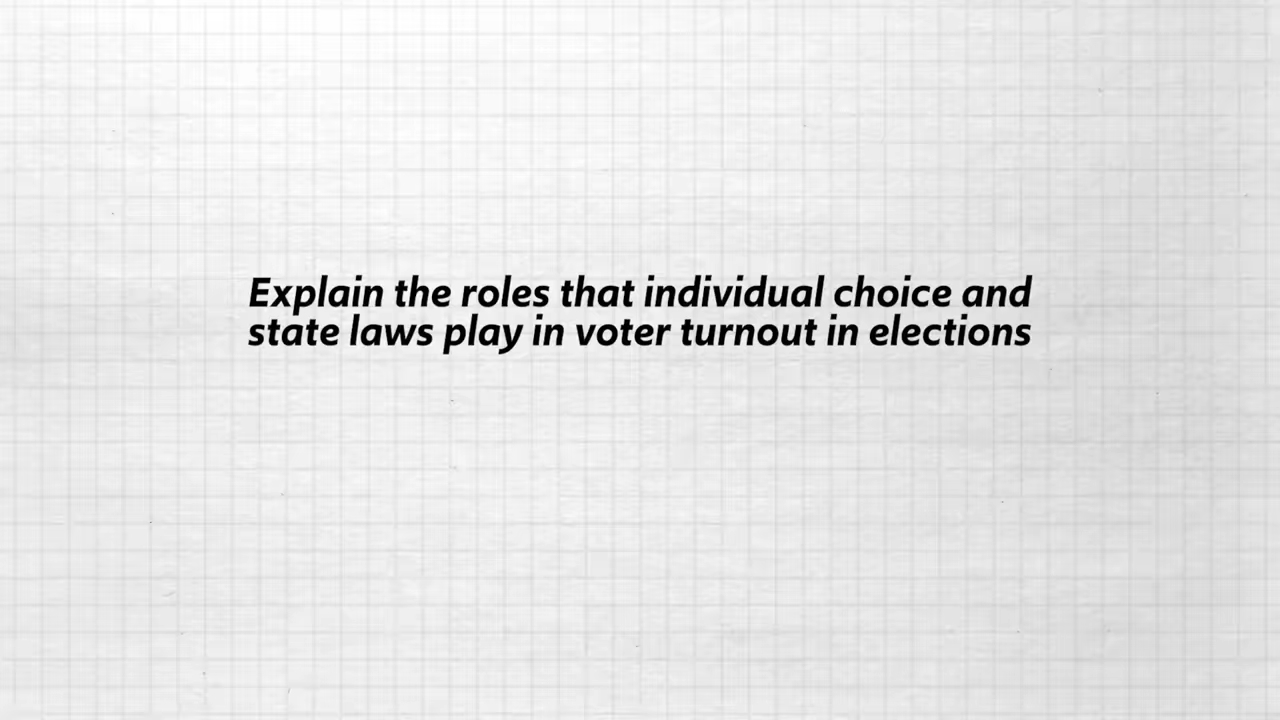 Explain the roles that individual choice and
state laws play in voter turnout in elections